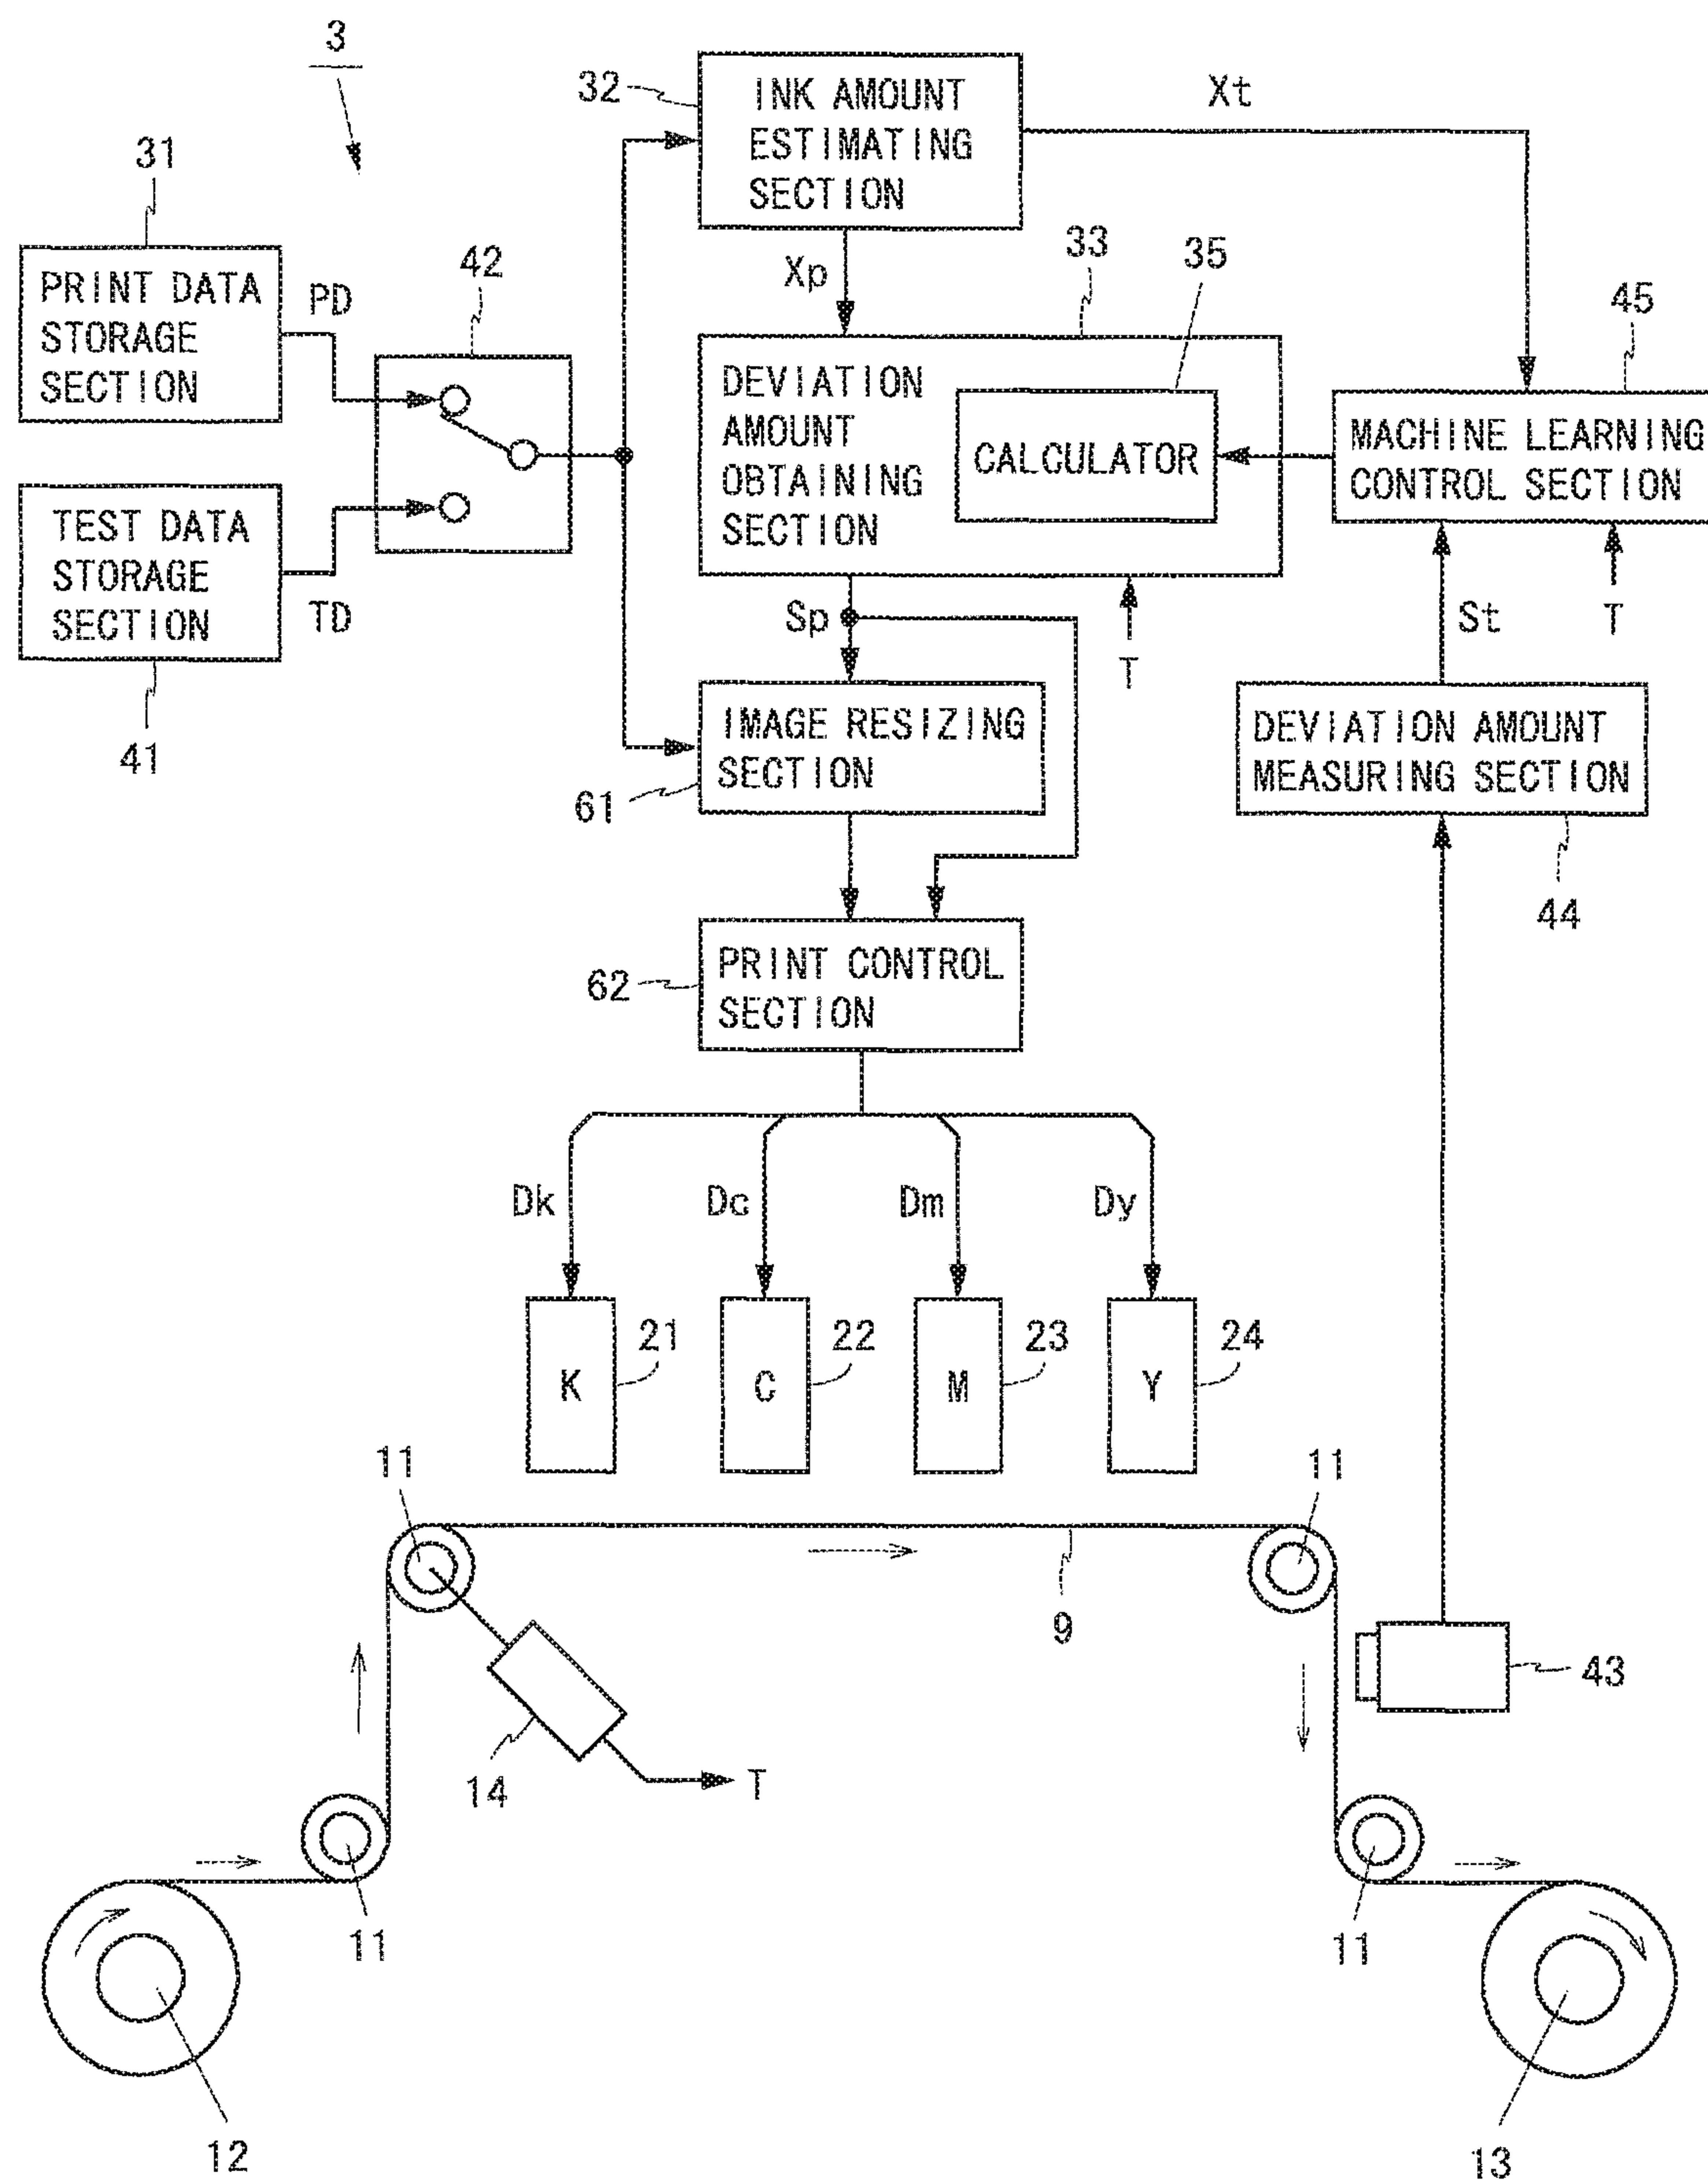 3
32
INK AMOUNT
ESTIMATING
SECTION
Xt
31
PRINT DATA
STORAGE
SECTION
PD
42
Xp
33
35
45
DEVIATION
AMOUNT
OBTAINING
SECTION
CALCULATOR
MACHINE LEARNING
CONTROL SECTION
TEST DATA
STORAGE
SECTION
TD
41
Sp
T
St
T
IMAGE RESIZING
SECTION
61
DEVIATION AMOUNT
MEASURING SECTION
44
62
PRINT CONTROL
SECTION
Dk
Dc
Dm
Dy
K
21
C
22
M
23
Y
24
11
11
9
43
14
T
11
11
12
13